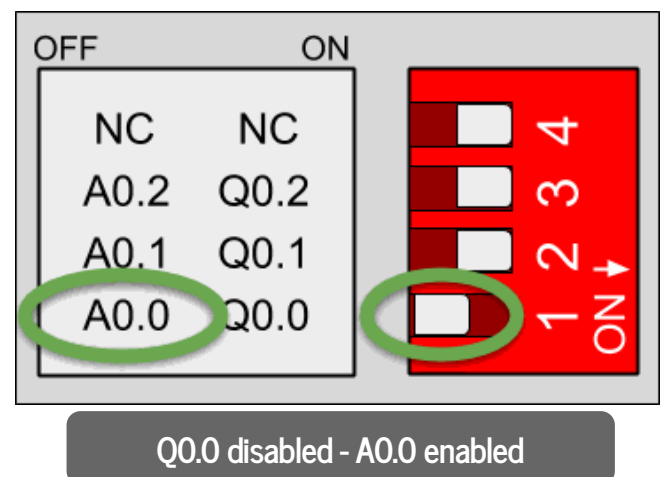 OFF ON
NC NC
A0.2 Q0.2
A0.1 Q0.1
A0.0 Q0.0
4
3
2
1
ON
Q0.0 disabled - A0.0 enabled